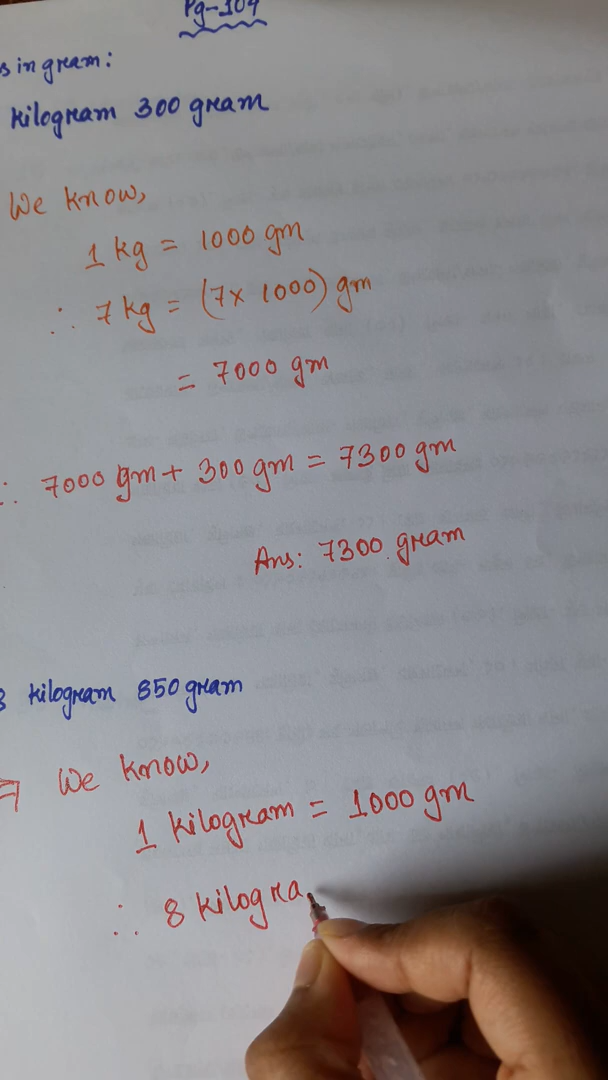 Pg-104
s in gram:
kilogram 300 gram
We know,
1 kg = 1000 gm
∴ 7 kg = (7 x 1000) gm
= 7000 gm
∴ 7000 gm + 300 gm = 7300 gm
Ans: 7300 gram
8 kilogram 850 gram
⇒ We know,
1 kilogram = 1000 gm
∴ 8 kilogra